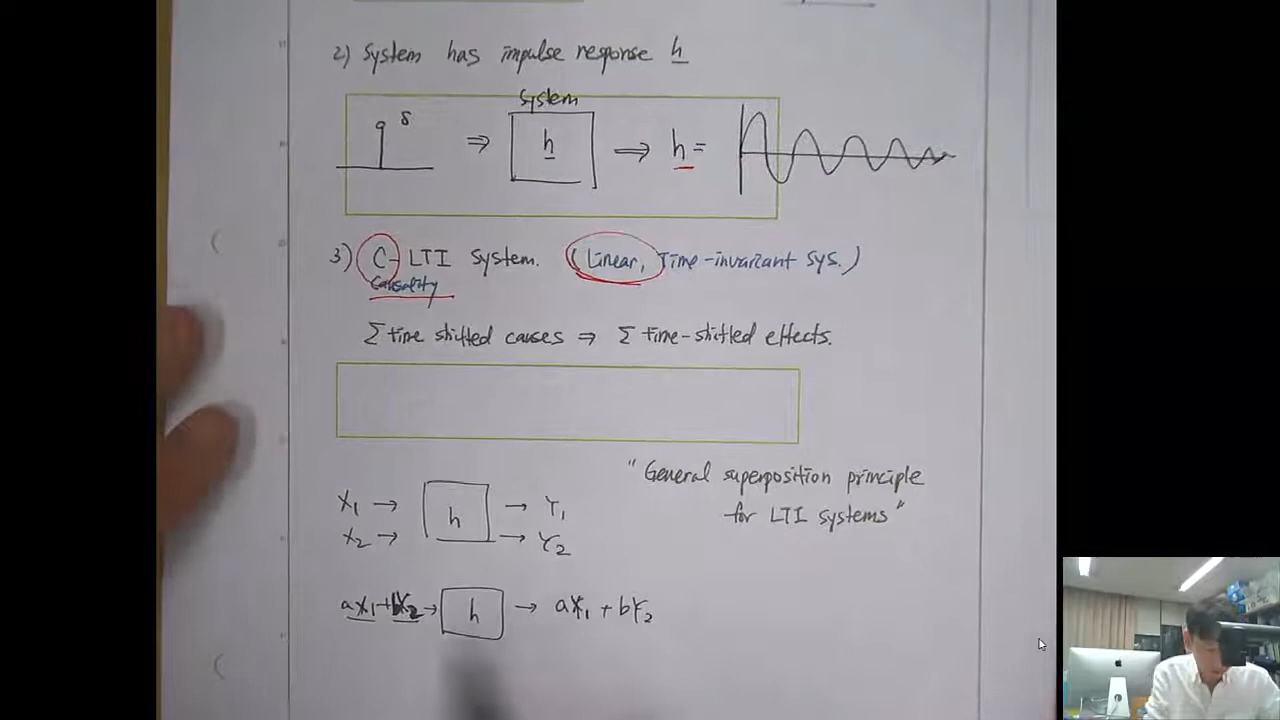 2) System has impulse response h
System
δ ⇒ h ⇒ h =
3) C-LTI System. (Linear, Time-invariant sys.)
Causality
Σ time shifted causes ⇒ Σ time-shifted effects.
"General superposition principle
for LTI systems"
X₁ → h → Y₁
X₂ → → Y₂
aX₁+bX₂ → h → aY₁ + bY₂